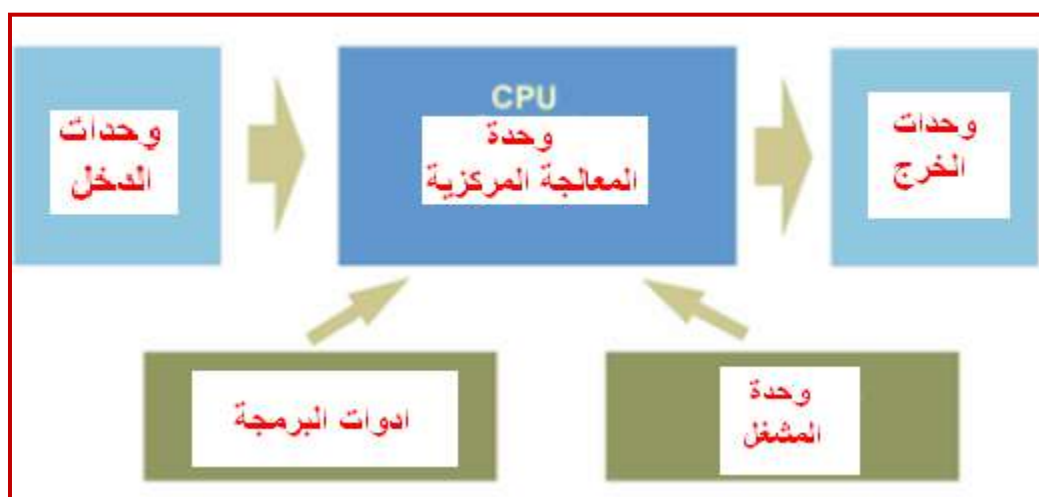 وحدات
الدخل
CPU
وحدة
المعالجة المركزية
وحدات
الخرج
ادوات البرمجة
وحدة
المشغل